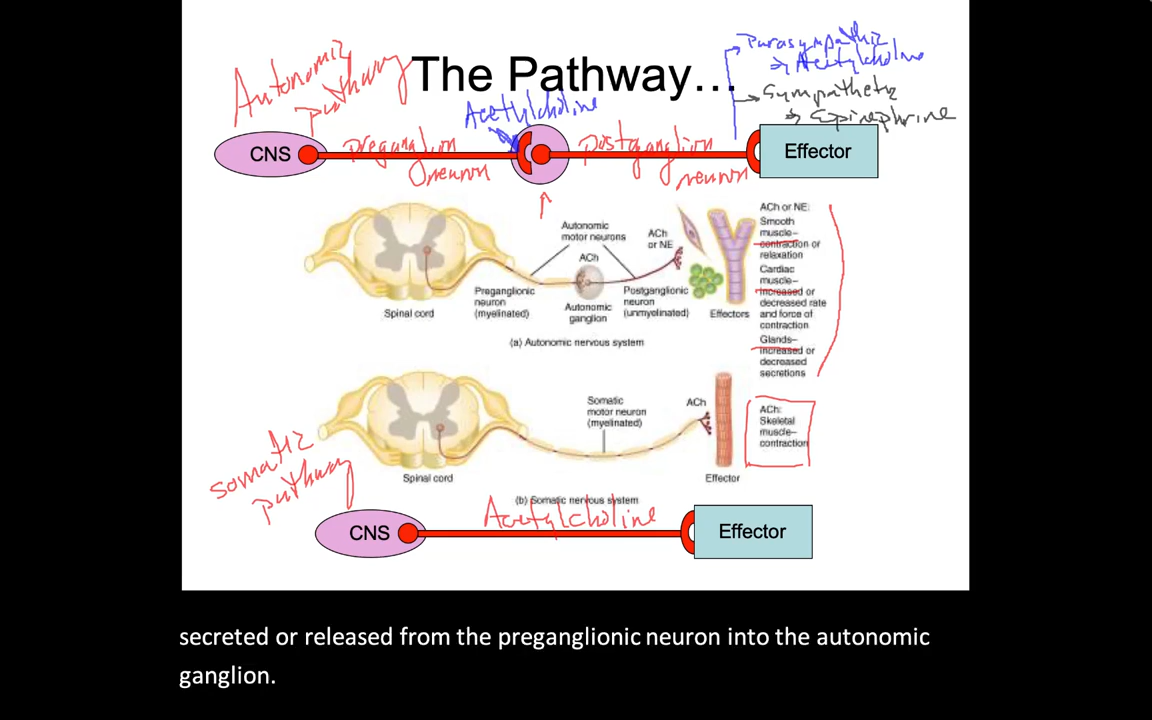 The Pathway...
Autonomic
pathway
Parasympathic
→ Acetylcholine
Sympathetic
→ Epinephrine
Acetylcholine
CNS
preganglion
neuron
postganglion
neuron
Effector
Autonomic
motor neurons
ACh
ACh
or NE
Preganglionic
neuron
(myelinated)
Autonomic
ganglion
Postganglionic
neuron
(unmyelinated)
Spinal cord
Effectors
ACh or NE:
Smooth
muscle–
contraction or
relaxation
Cardiac
muscle–
increased or
decreased rate
and force of
contraction
Glands–
increased or
decreased
secretions
(a) Autonomic nervous system
Somatic
motor neuron
(myelinated)
ACh
ACh:
Skeletal
muscle–
contraction
Spinal cord
Effector
somatic
pathway
(b) Somatic nervous system
Acetylcholine
CNS
Effector
secreted or released from the preganglionic neuron into the autonomic
ganglion.